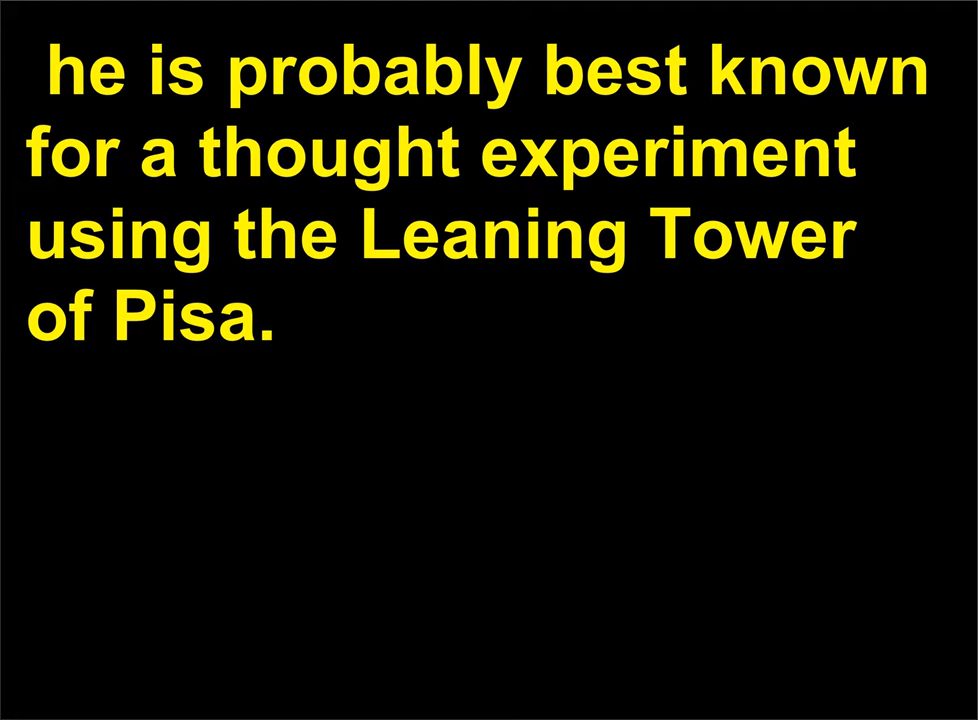 he is probably best known
for a thought experiment
using the Leaning Tower
of Pisa.